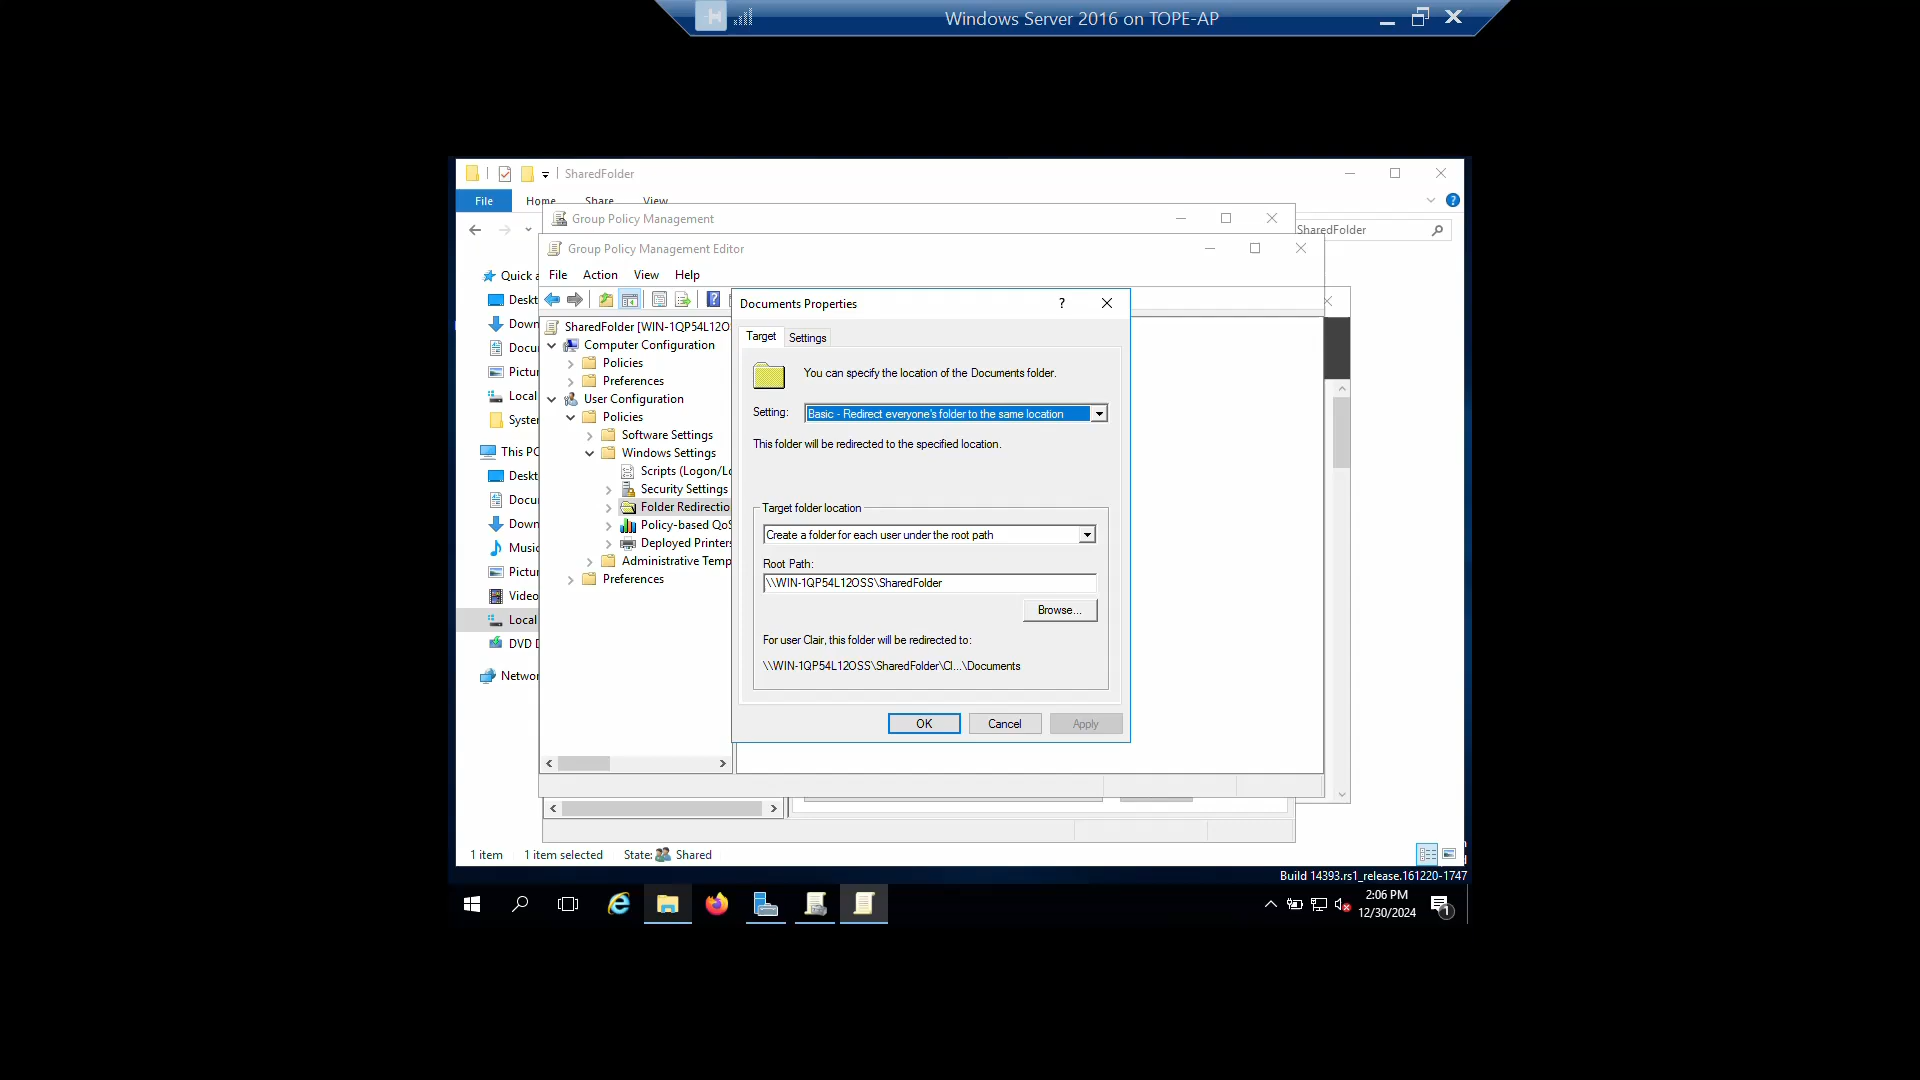 Windows Server 2016 on TOPE-AP
SharedFolder
File
Home
Share
View
Group Policy Management
SharedFolder
Group Policy Management Editor
File Action View Help
Quick a
Deskt
Down
Docu
Pictur
Local
Syster
This PC
Deskt
Docu
Down
Music
Pictur
Video
Local
DVD D
Networ
SharedFolder [WIN-1QP54L12O
Computer Configuration
Policies
Preferences
User Configuration
Policies
Software Settings
Windows Settings
Scripts (Logon/Lo
Security Settings
Folder Redirectio
Policy-based QoS
Deployed Printers
Administrative Temp
Preferences
Documents Properties
Target
Settings
You can specify the location of the Documents folder.
Setting:
Basic - Redirect everyone's folder to the same location
This folder will be redirected to the specified location.
Target folder location
Create a folder for each user under the root path
Root Path:
\\WIN-1QP54L12OSS\SharedFolder
Browse...
For user Clair, this folder will be redirected to:
\\WIN-1QP54L12OSS\SharedFolder\Cl...\Documents
OK
Cancel
Apply
1 item
1 item selected
State:
Shared
Build 14393.rs1_release.161220-1747
2:06 PM
12/30/2024
1